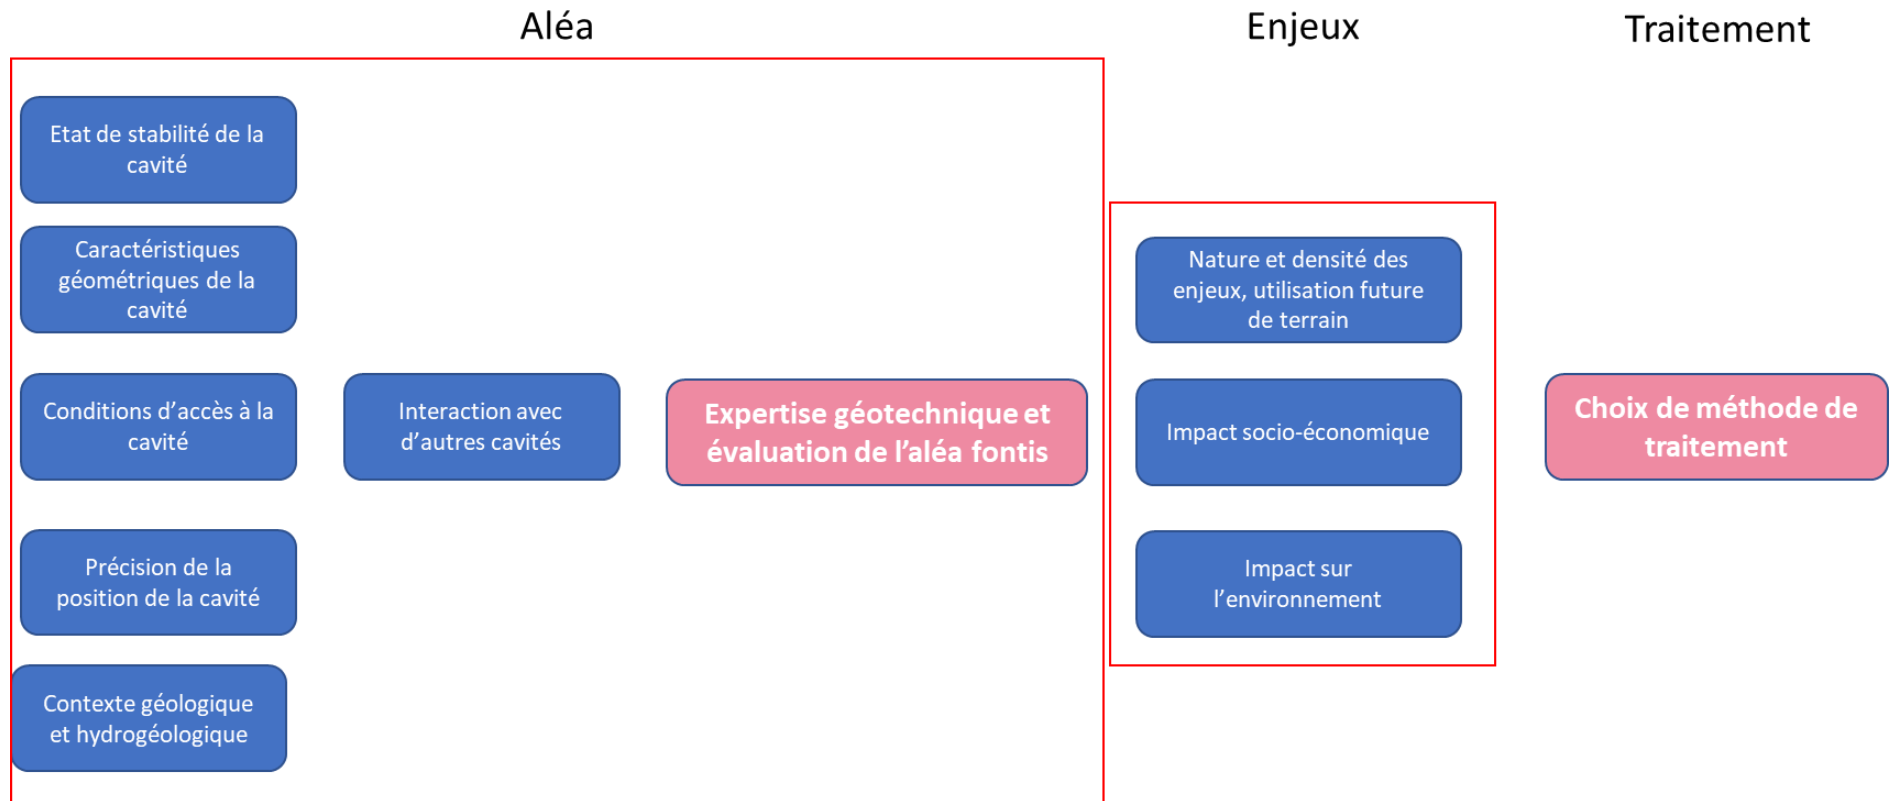 Aléa
Enjeux
Traitement
Etat de stabilité de la
cavité
Caractéristiques
géométriques de la
cavité
Conditions d’accès à la
cavité
Précision de la
position de la cavité
Contexte géologique
et hydrogéologique
Interaction avec
d’autres cavités
Expertise géotechnique et
évaluation de l’aléa fontis
Nature et densité des
enjeux, utilisation future
de terrain
Impact socio-économique
Impact sur
l’environnement
Choix de méthode de
traitement